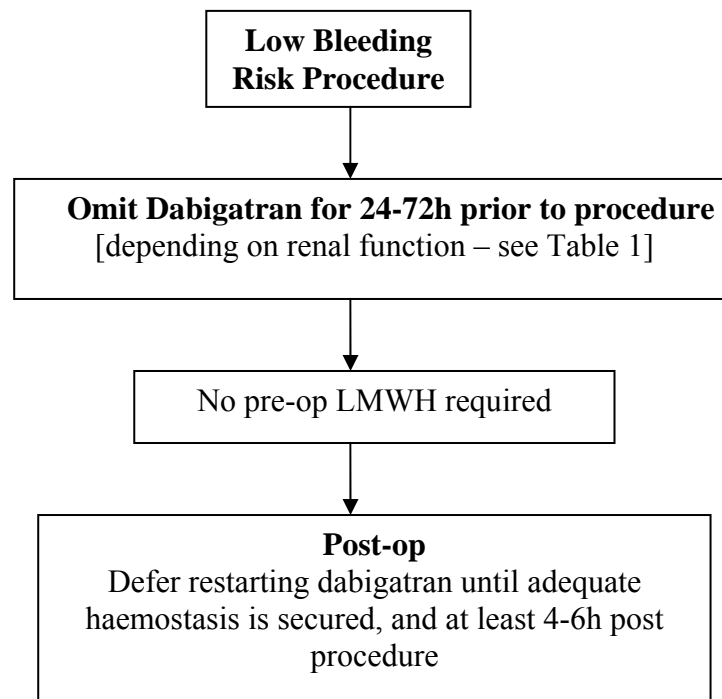 Low Bleeding
Risk Procedure
Omit Dabigatran for 24-72h prior to procedure
[depending on renal function – see Table 1]
No pre-op LMWH required
Post-op
Defer restarting dabigatran until adequate
haemostasis is secured, and at least 4-6h post
procedure